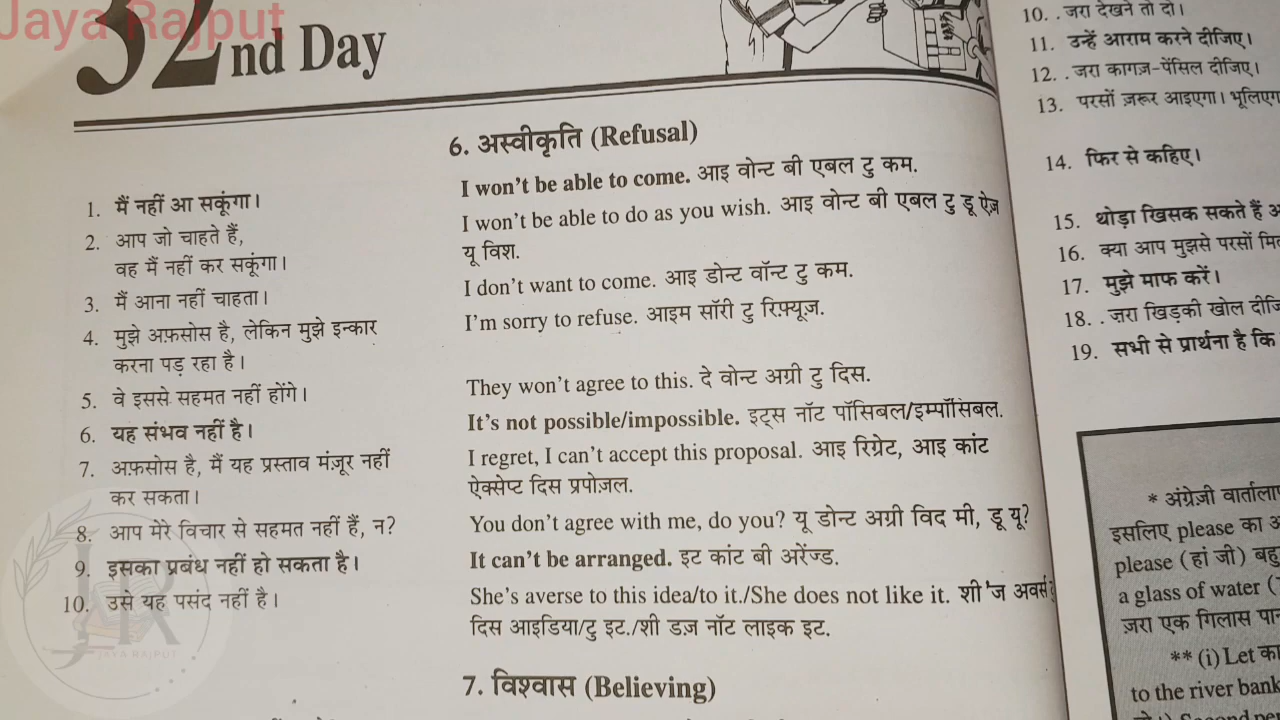 Jaya Rajput
32nd Day
6. अस्वीकृति (Refusal)
1. मैं नहीं आ सकूंगा।
I won't be able to come. आइ वोन्ट बी एबल टु कम.
2. आप जो चाहते हैं,
वह मैं नहीं कर सकूंगा।
I won't be able to do as you wish. आइ वोन्ट बी एबल टु डू ऐज़
यू विश.
3. मैं आना नहीं चाहता।
I don't want to come. आइ डोन्ट वॉन्ट टु कम.
4. मुझे अफ़सोस है, लेकिन मुझे इन्कार
करना पड़ रहा है।
I'm sorry to refuse. आइम सॉरी टु रिफ़्यूज़.
5. वे इससे सहमत नहीं होंगे।
They won't agree to this. दे वोन्ट अग्री टु दिस.
6. यह संभव नहीं है।
It's not possible/impossible. इट्स नॉट पॉसिबल/इम्पॉसिबल.
7. अफ़सोस है, मैं यह प्रस्ताव मंज़ूर नहीं
कर सकता।
I regret, I can't accept this proposal. आइ रिग्रेट, आइ कांट
ऐक्सेप्ट दिस प्रपोज़ल.
8. आप मेरे विचार से सहमत नहीं हैं, न?
You don't agree with me, do you? यू डोन्ट अग्री विद मी, डू यू?
9. इसका प्रबंध नहीं हो सकता है।
It can't be arranged. इट कांट बी अरेंज्ड.
10. उसे यह पसंद नहीं है।
She's averse to this idea/to it./She does not like it. शी 'ज अवर्स
दिस आइडिया/टु इट./शी डज़ नॉट लाइक इट.
7. विश्वास (Believing)
JR
JAYA RAJPUT
10. . जरा देखने तो दो।
11. उन्हें आराम करने दीजिए।
12. . जरा कागज़-पेंसिल दीजिए।
13. परसों ज़रूर आइएगा। भूलिएग
14. फिर से कहिए।
15. थोड़ा खिसक सकते हैं अ
16. क्या आप मुझसे परसों मि
17. मुझे माफ करें।
18. . ज़रा खिड़की खोल दीजि
19. सभी से प्रार्थना है कि
* अंग्रेज़ी वार्तालाप
इसलिए please का अ
please (हां जी) बहु
a glass of water (
ज़रा एक गिलास पान
** (i) Let का
to the river bank